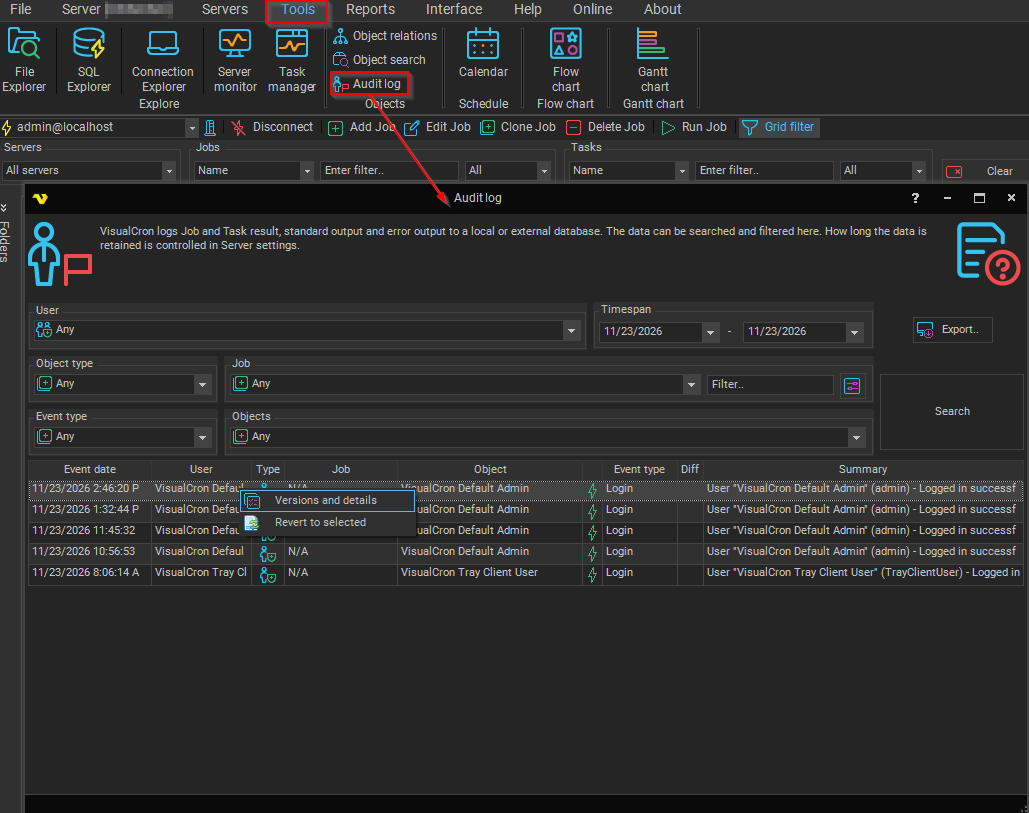 File Server Servers Tools Reports Interface Help Online About
File Explorer
SQL Explorer
Connection Explorer
Server monitor
Task manager
Object relations
Object search
Audit log
Calendar
Flow chart
Gantt chart
Explore Objects Schedule Flow chart Gantt chart
admin@localhost Disconnect Add Job Edit Job Clone Job Delete Job Run Job Grid filter
Servers Jobs Tasks
All servers Name Enter filter.. All Name Enter filter.. All Clear
Folders
Audit log
VisualCron logs Job and Task result, standard output and error output to a local or external database. The data can be searched and filtered here. How long the data is
retained is controlled in Server settings.
User Timespan
Any 11/23/2026 - 11/23/2026 Export..
Object type Job
Any Any Filter..
Search
Event type Objects
Any Any
Event date User Type Job Object Event type Diff Summary
11/23/2026 2:46:20 P VisualCron Defaul N/A VisualCron Default Admin Login User "VisualCron Default Admin" (admin) - Logged in successf
Versions and details
11/23/2026 1:32:44 P VisualCron Defau VisualCron Default Admin Login User "VisualCron Default Admin" (admin) - Logged in successf
Revert to selected
11/23/2026 11:45:32 VisualCron Defau VisualCron Default Admin Login User "VisualCron Default Admin" (admin) - Logged in successf
11/23/2026 10:56:53 VisualCron Defaul N/A VisualCron Default Admin Login User "VisualCron Default Admin" (admin) - Logged in successf
11/23/2026 8:06:14 A VisualCron Tray Cl N/A VisualCron Tray Client User Login User "VisualCron Tray Client User" (TrayClientUser) - Logged in